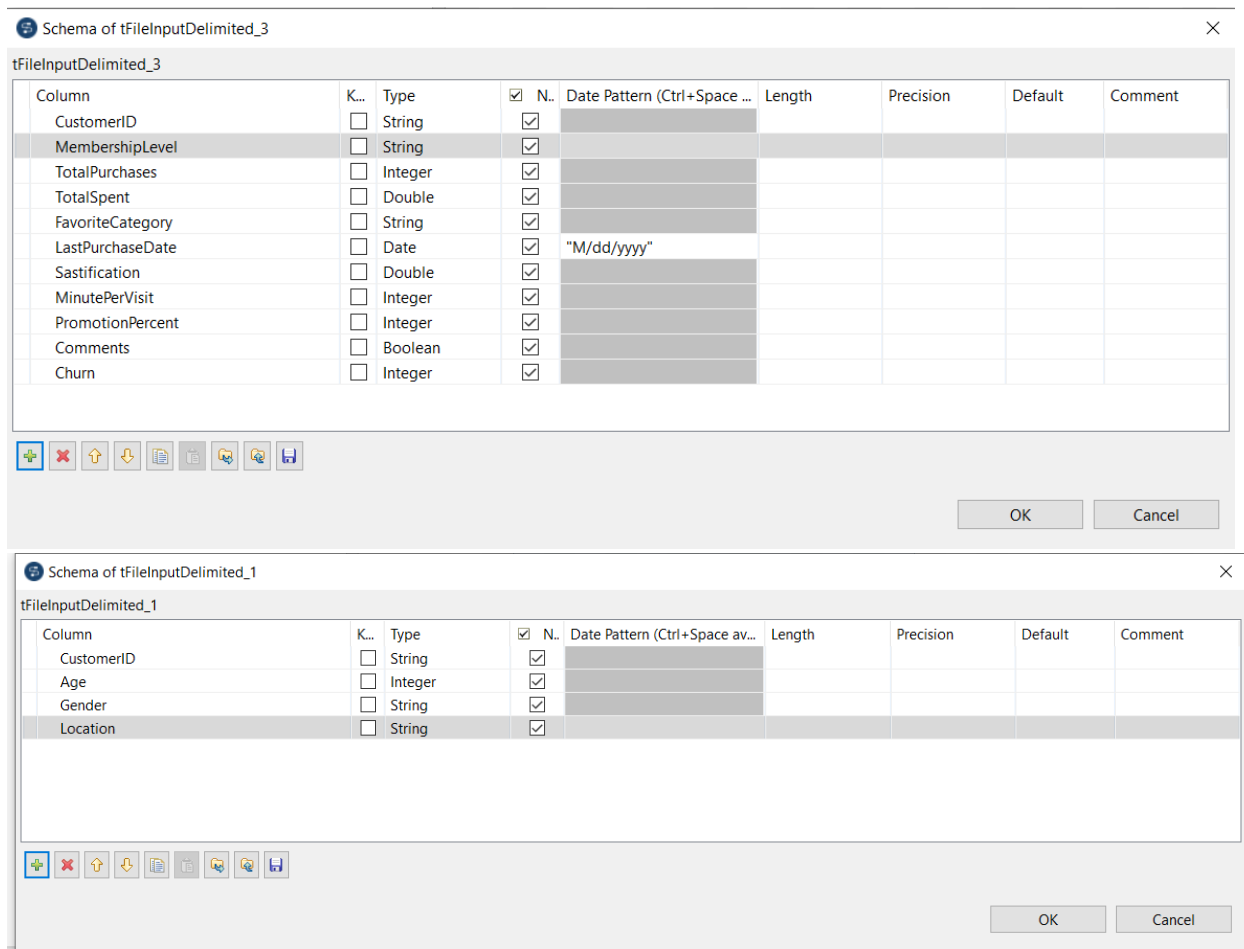 Schema of tFileInputDelimited_3
tFileInputDelimited_3
Column K... Type N.. Date Pattern (Ctrl+Space ... Length Precision Default Comment
CustomerID String
MembershipLevel String
TotalPurchases Integer
TotalSpent Double
FavoriteCategory String
LastPurchaseDate Date "M/dd/yyyy"
Sastification Double
MinutePerVisit Integer
PromotionPercent Integer
Comments Boolean
Churn Integer
OK Cancel
Schema of tFileInputDelimited_1
tFileInputDelimited_1
Column K... Type N.. Date Pattern (Ctrl+Space av... Length Precision Default Comment
CustomerID String
Age Integer
Gender String
Location String
OK Cancel